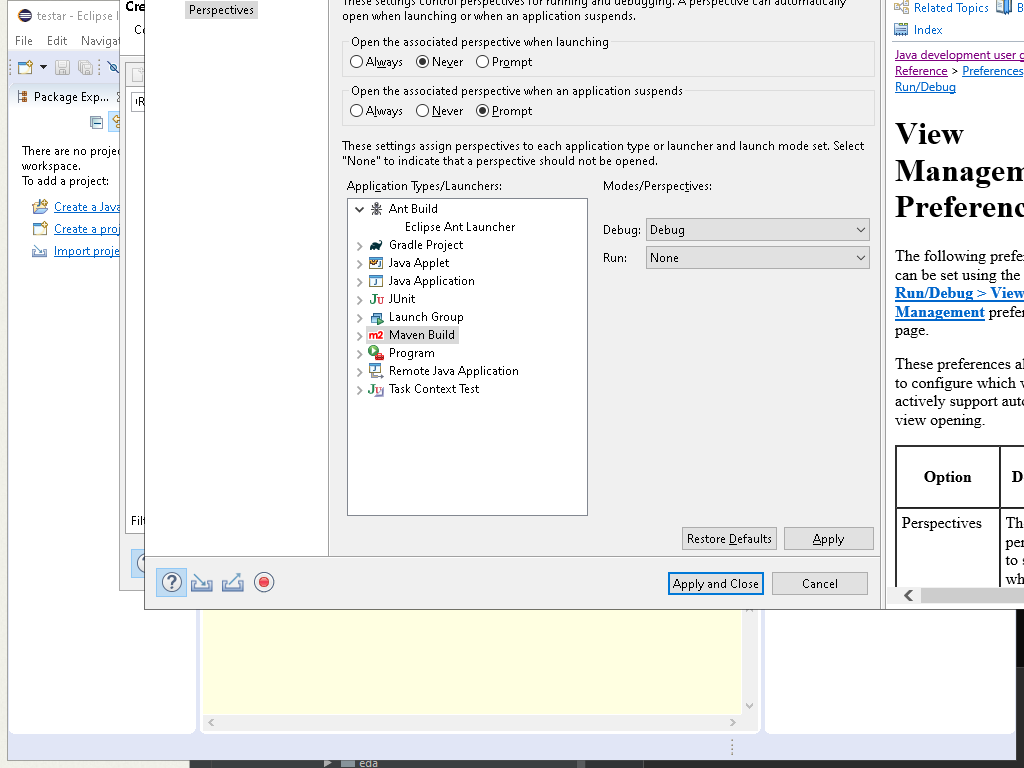 testar - Eclipse I
File Edit Navigat
Package Exp...
There are no proje
workspace.
To add a project:
Create a Java
Create a proj
Import proje
Cre
Filt
Perspectives
These settings control perspectives for running and debugging. A perspective can automatically
open when launching or when an application suspends.
Open the associated perspective when launching
Always Never Prompt
Open the associated perspective when an application suspends
Always Never Prompt
These settings assign perspectives to each application type or launcher and launch mode set. Select
"None" to indicate that a perspective should not be opened.
Application Types/Launchers:
Ant Build
Eclipse Ant Launcher
Gradle Project
Java Applet
Java Application
JUnit
Launch Group
Maven Build
Program
Remote Java Application
Task Context Test
Modes/Perspectives:
Debug: Debug
Run: None
Restore Defaults Apply
Apply and Close Cancel
Related Topics B
Index
Java development user g
Reference > Preferences
Run/Debug
View
Managem
Preferenc
The following prefer
can be set using the
Run/Debug > View
Management prefer
page.
These preferences al
to configure which v
actively support auto
view opening.
Option D
Perspectives Th
per
to s
wh
eda